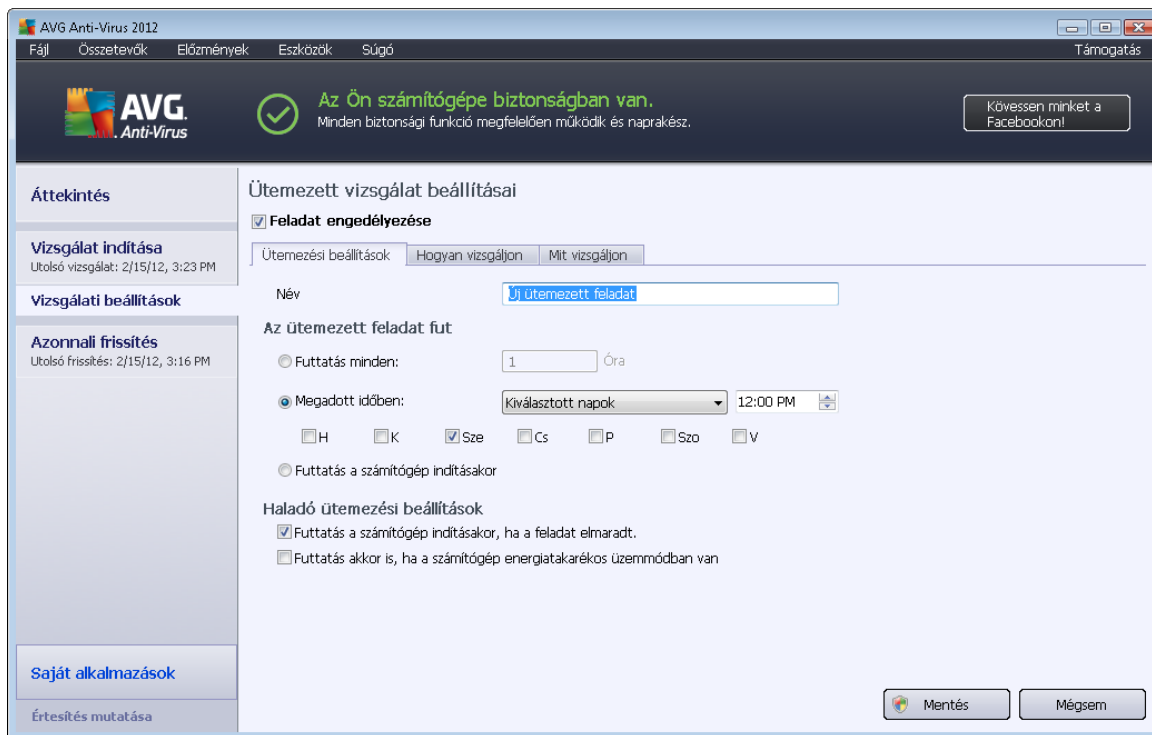 AVG Anti-Virus 2012
Fájl Összetevők Előzmények Eszközök Súgó Támogatás
AVG.
Anti-Virus
Az Ön számítógépe biztonságban van.
Minden biztonsági funkció megfelelően működik és naprakész.
Kövessen minket a
Facebookon!
Áttekintés
Vizsgálat indítása
Utolsó vizsgálat: 2/15/12, 3:23 PM
Vizsgálati beállítások
Azonnali frissítés
Utolsó frissítés: 2/15/12, 3:16 PM
Saját alkalmazások
Értesítés mutatása
Ütemezett vizsgálat beállításai
Feladat engedélyezése
Ütemezési beállítások Hogyan vizsgáljon Mit vizsgáljon
Név Új ütemezett feladat
Az ütemezett feladat fut
Futtatás minden: 1 Óra
Megadott időben: Kiválasztott napok 12:00 PM
H K Sze Cs P Szo V
Futtatás a számítógép indításakor
Haladó ütemezési beállítások
Futtatás a számítógép indításakor, ha a feladat elmaradt.
Futtatás akkor is, ha a számítógép energiatakarékos üzemmódban van
Mentés Mégsem